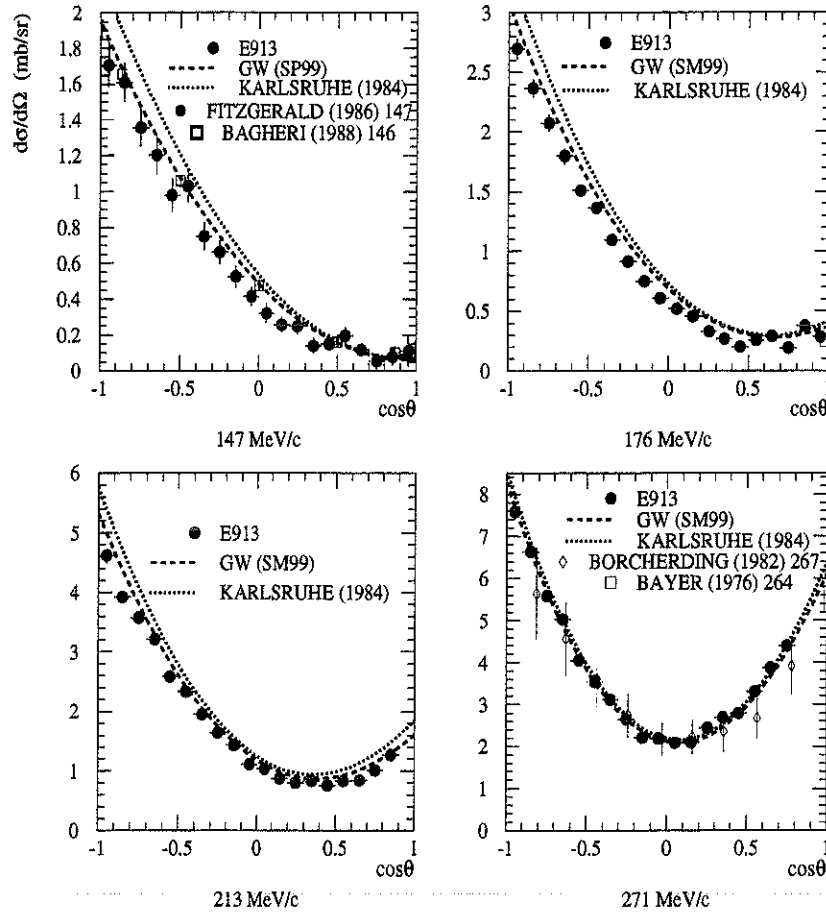 dσ/dΩ (mb/sr)
2
1.8
1.6
1.4
1.2
1
0.8
0.6
0.4
0.2
0
E913
GW (SP99)
KARLSRUHE (1984)
FITZGERALD (1986) 147
BAGHERI (1988) 146
-1 -0.5 0 0.5 1
cosθ
147 MeV/c
3
2.5
2
1.5
1
0.5
0
E913
GW (SM99)
KARLSRUHE (1984)
-1 -0.5 0 0.5 1
cosθ
176 MeV/c
6
5
4
3
2
1
0
E913
GW (SM99)
KARLSRUHE (1984)
-1 -0.5 0 0.5 1
cosθ
213 MeV/c
8
7
6
5
4
3
2
1
0
E913
GW (SM99)
KARLSRUHE (1984)
BORCHERDING (1982) 267
BAYER (1976) 264
-1 -0.5 0 0.5 1
cosθ
271 MeV/c